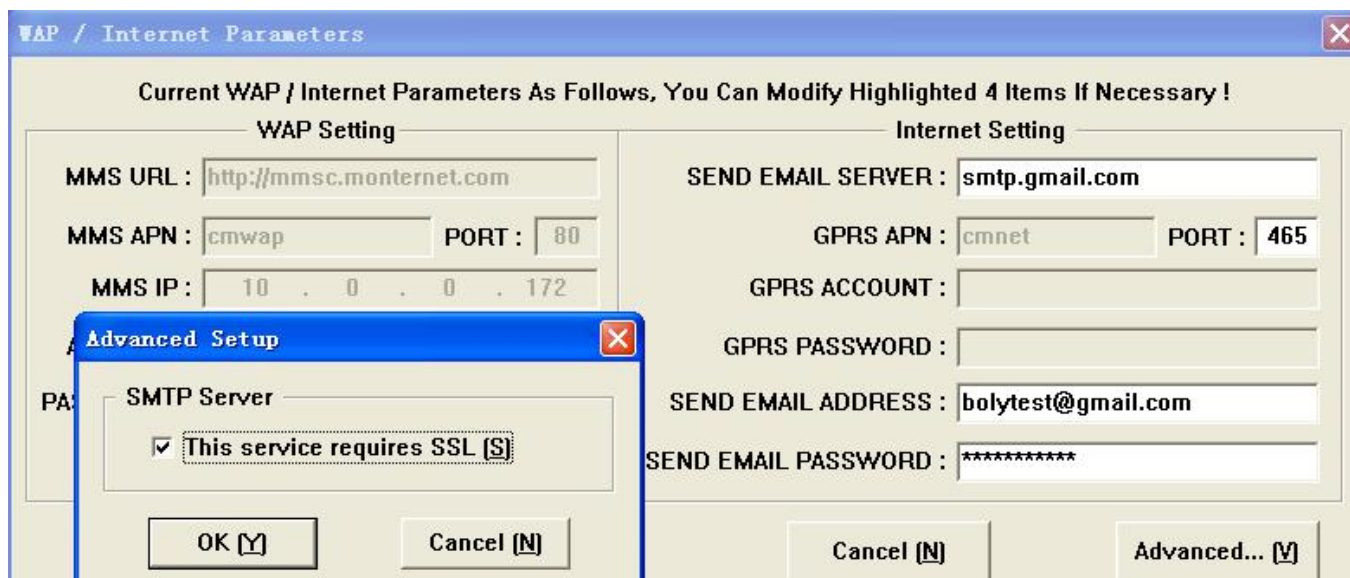 WAP / Internet Parameters
Current WAP / Internet Parameters As Follows, You Can Modify Highlighted 4 Items If Necessary !
WAP Setting
MMS URL : http://mmsc.monternet.com
MMS APN : cmwap PORT : 80
MMS IP : 10 . 0 . 0 . 172
Internet Setting
SEND EMAIL SERVER : smtp.gmail.com
GPRS APN : cmnet PORT : 465
GPRS ACCOUNT :
GPRS PASSWORD :
SEND EMAIL ADDRESS : bolytest@gmail.com
SEND EMAIL PASSWORD : ***********
Cancel (N) Advanced... (V)
Advanced Setup
SMTP Server
This service requires SSL (S)
OK (Y) Cancel (N)